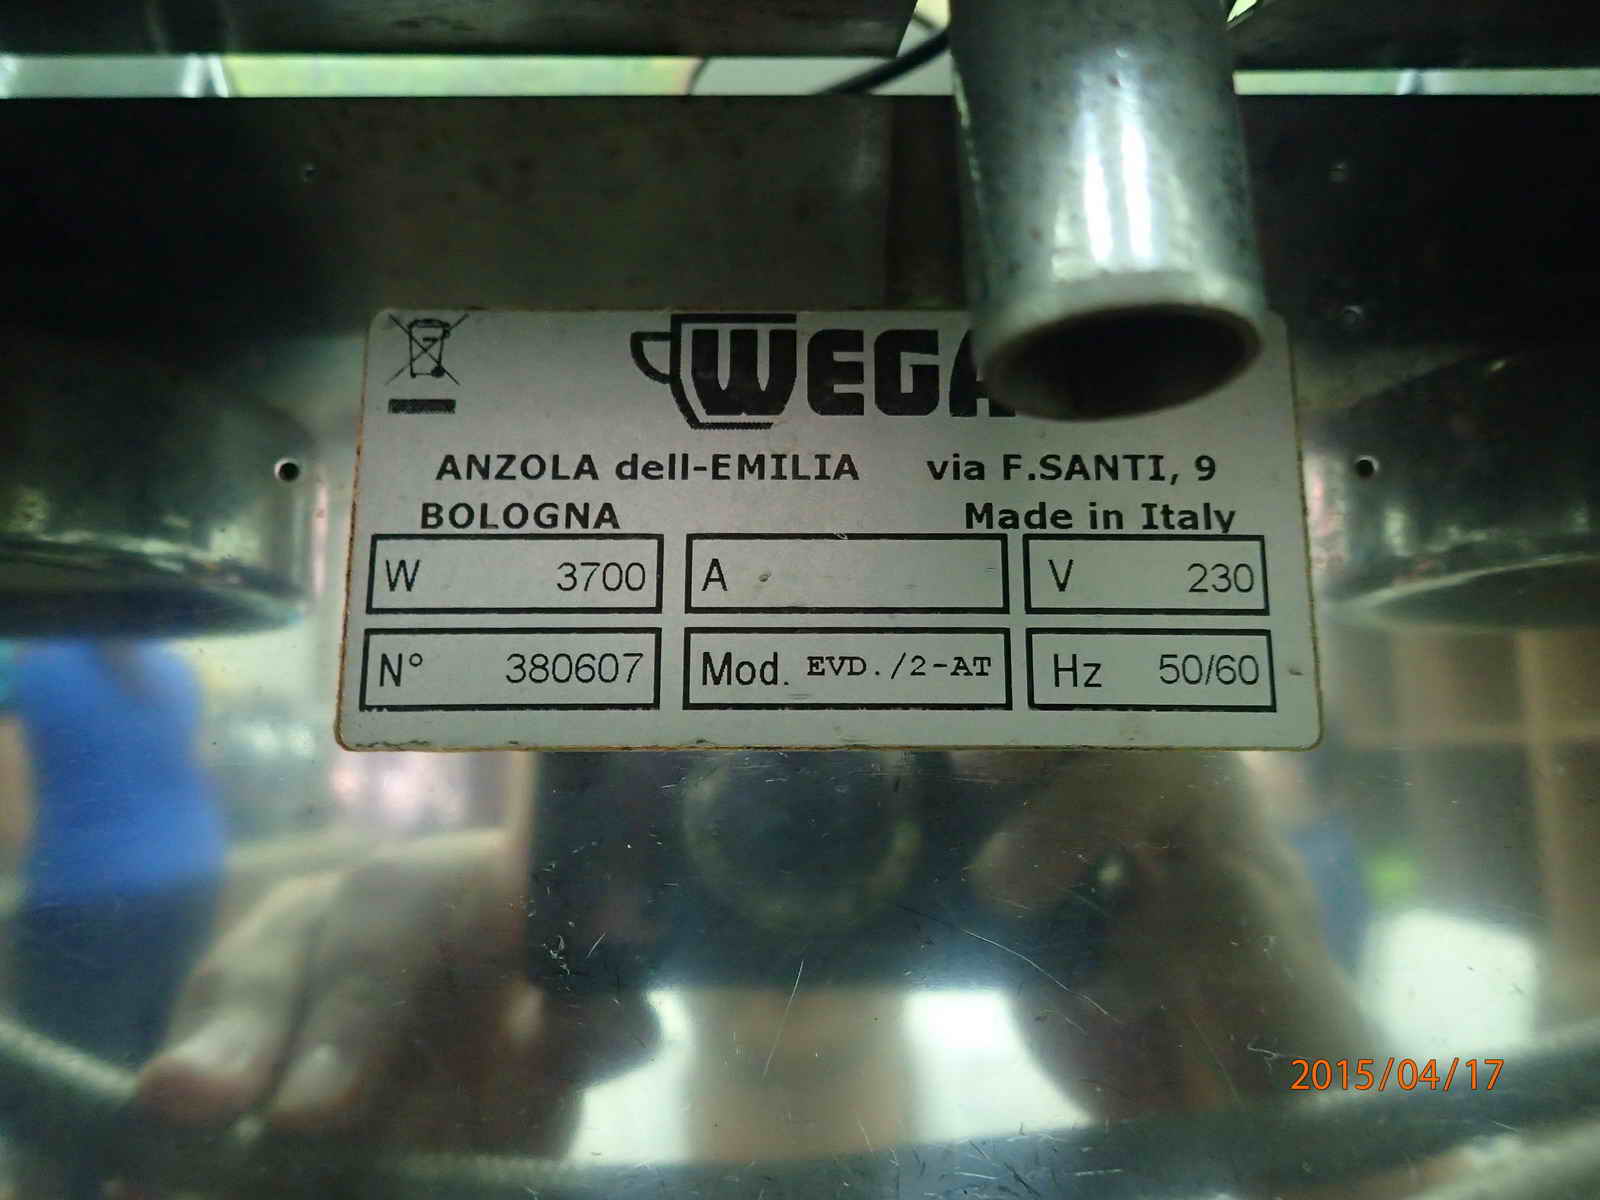 WEGA
ANZOLA dell-EMILIA via F.SANTI, 9
BOLOGNA Made in Italy
W 3700 A V 230
N° 380607 Mod. EVD./2-AT Hz 50/60
2015/04/17